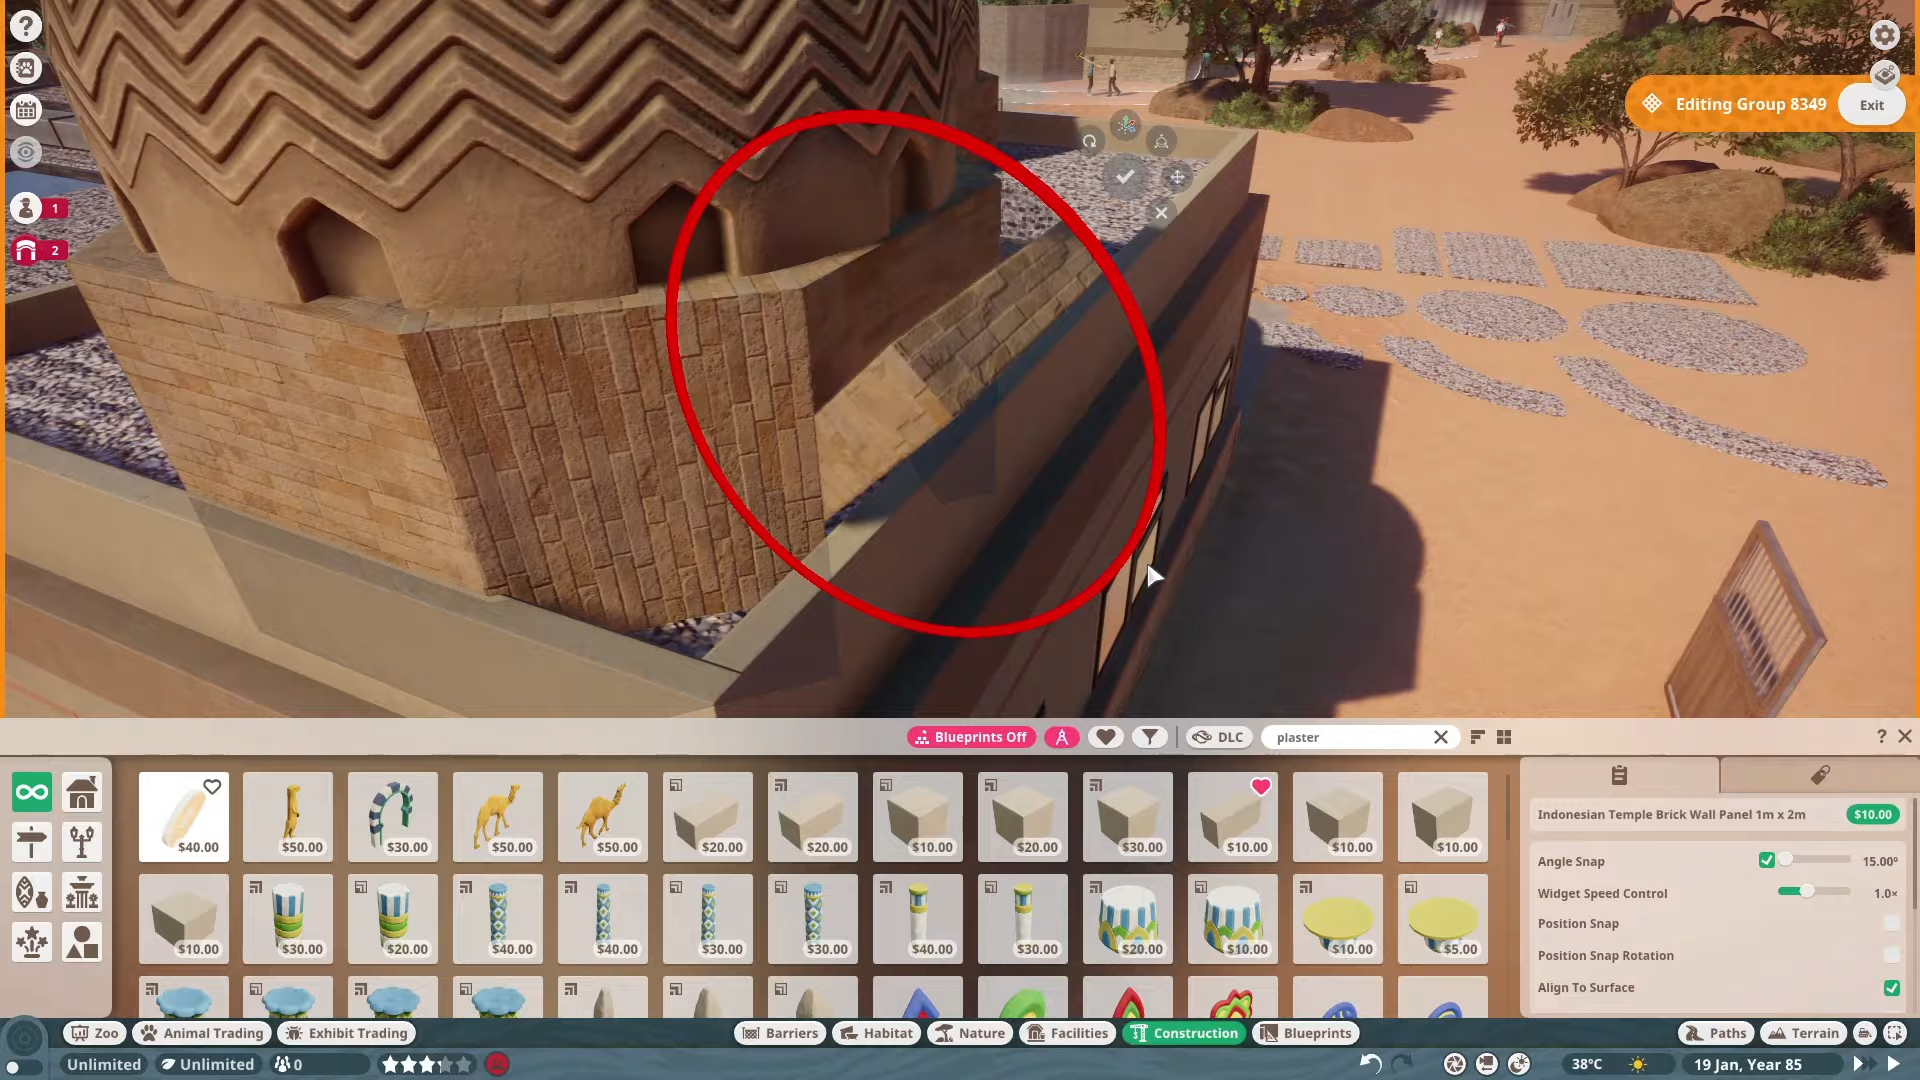 ?
1
2
Editing Group 8349
Exit
Blueprints Off
DLC
plaster
?
$40.00
$50.00
$30.00
$50.00
$50.00
$20.00
$20.00
$10.00
$20.00
$30.00
$10.00
$10.00
$10.00
$10.00
$30.00
$20.00
$40.00
$40.00
$30.00
$30.00
$40.00
$30.00
$20.00
$10.00
$10.00
$5.00
Indonesian Temple Brick Wall Panel 1m x 2m
$10.00
Angle Snap
15.00º
Widget Speed Control
1.0×
Position Snap
Position Snap Rotation
Align To Surface
Zoo
Animal Trading
Exhibit Trading
Barriers
Habitat
Nature
Facilities
Construction
Blueprints
Paths
Terrain
Unlimited
Unlimited
0
38°C
19 Jan, Year 85